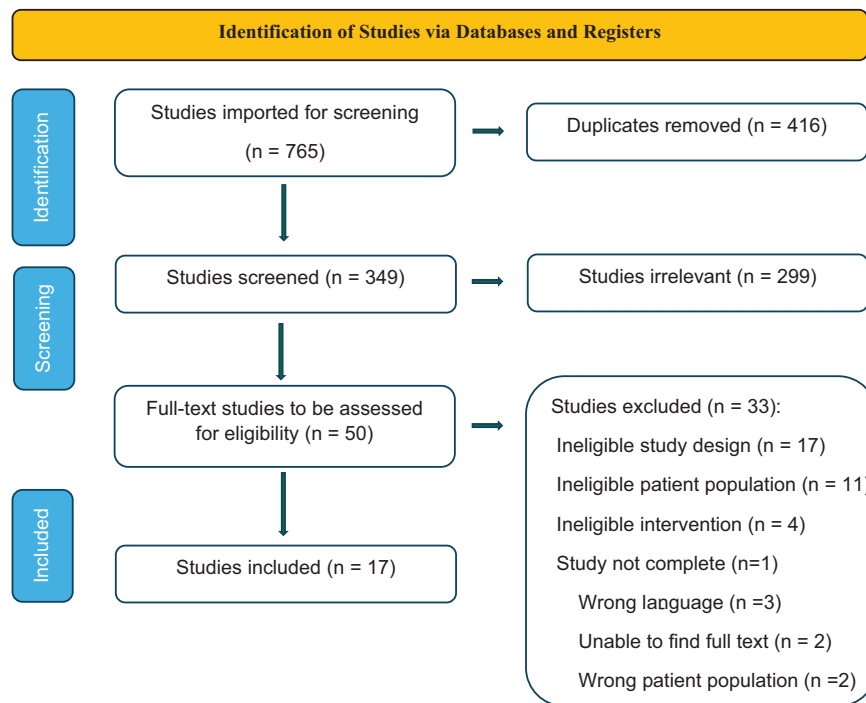 Identification of Studies via Databases and Registers
Identification
Studies imported for screening
(n = 765)
Duplicates removed (n = 416)
Screening
Studies screened (n = 349)
Studies irrelevant (n = 299)
Full-text studies to be assessed
for eligibility (n = 50)
Studies excluded (n = 33):
Ineligible study design (n = 17)
Ineligible patient population (n = 11)
Ineligible intervention (n = 4)
Study not complete (n=1)
Wrong language (n =3)
Unable to find full text (n = 2)
Wrong patient population (n =2)
Included
Studies included (n = 17)